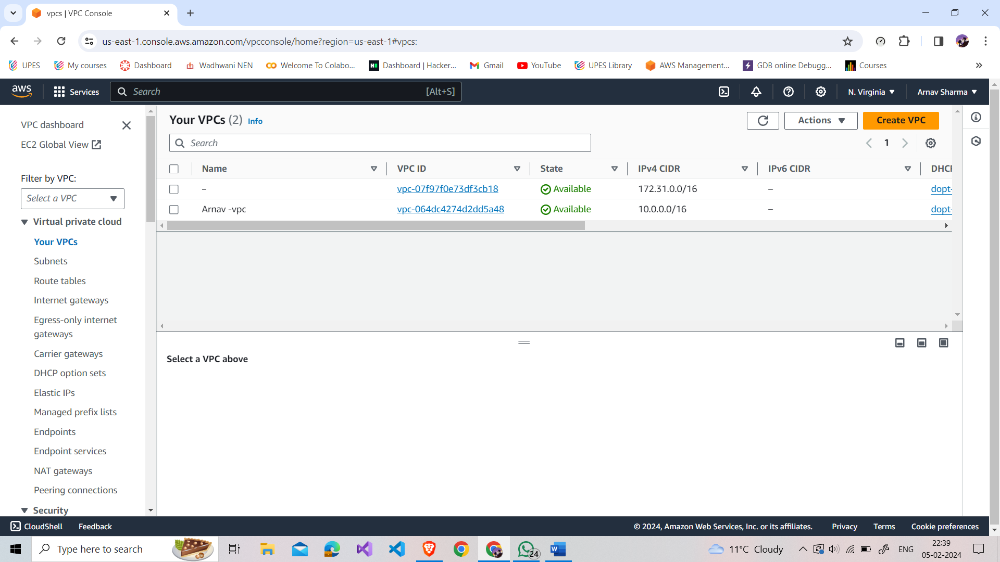 vpcs | VPC Console
us-east-1.console.aws.amazon.com/vpcconsole/home?region=us-east-1#vpcs:
UPES My courses Dashboard Wadhwani NEN Welcome To Colabo... Dashboard | Hacker... Gmail YouTube UPES Library AWS Management... GDB online Debugg... Courses
aws Services Search [Alt+S] N. Virginia Arnav Sharma
VPC dashboard
EC2 Global View
Filter by VPC:
Select a VPC
Virtual private cloud
Your VPCs
Subnets
Route tables
Internet gateways
Egress-only internet
gateways
Carrier gateways
DHCP option sets
Elastic IPs
Managed prefix lists
Endpoints
Endpoint services
NAT gateways
Peering connections
Security
Your VPCs (2) Info
Actions Create VPC
Search
1
Name VPC ID State IPv4 CIDR IPv6 CIDR DHCP
– vpc-07f97f0e73df3cb18 Available 172.31.0.0/16 – dopt-
Arnav -vpc vpc-064dc4274d2dd5a48 Available 10.0.0.0/16 – dopt-
Select a VPC above
CloudShell Feedback © 2024, Amazon Web Services, Inc. or its affiliates. Privacy Terms Cookie preferences
Type here to search 24 11°C Cloudy ENG 22:39
05-02-2024